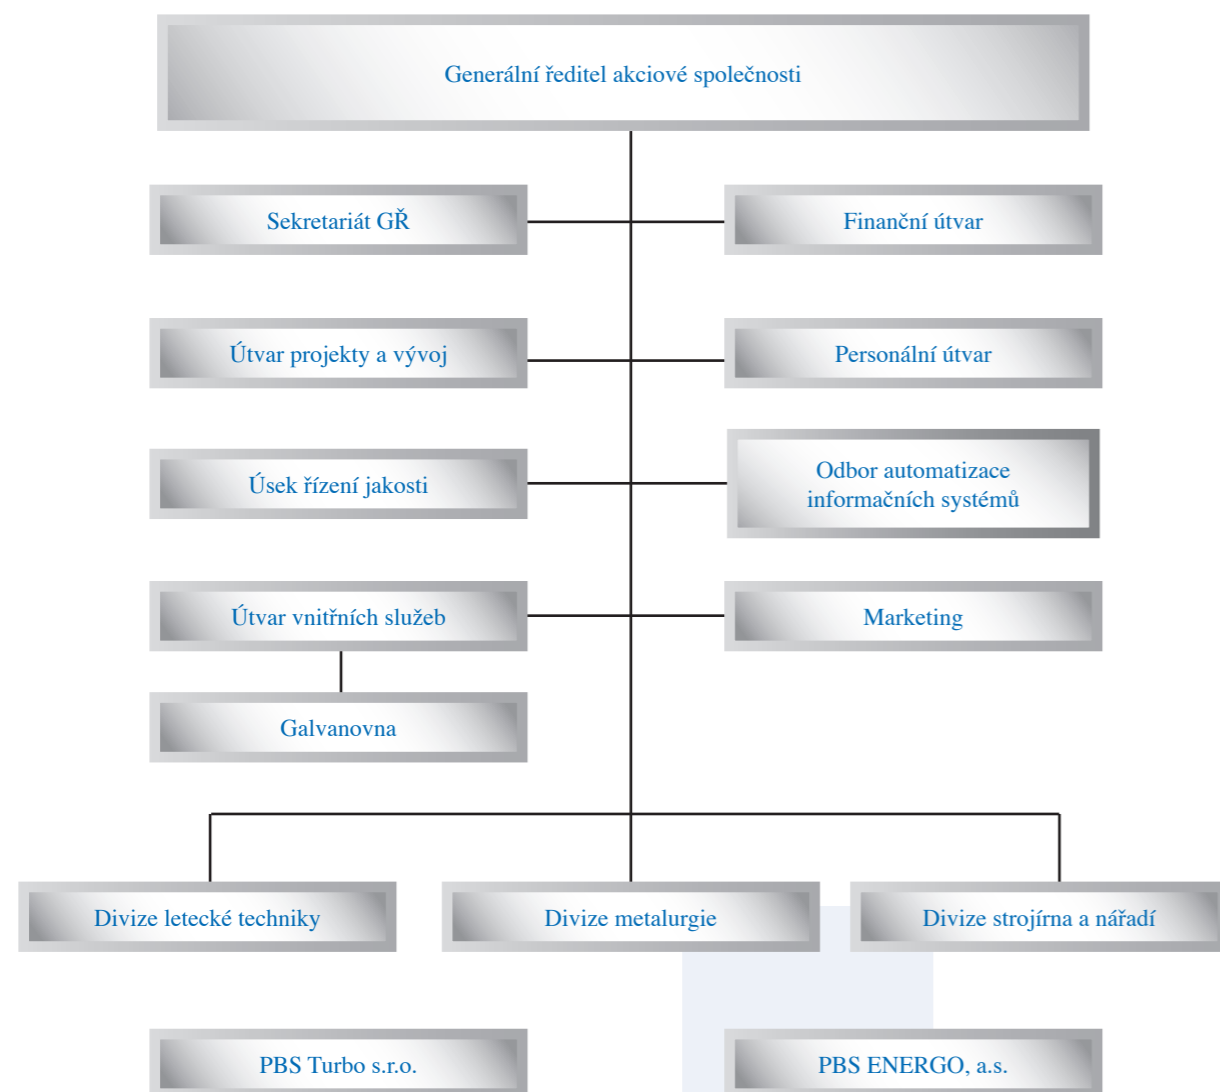 Generální ředitel akciové společnosti
Sekretariát GŘ
Finanční útvar
Útvar projekty a vývoj
Personální útvar
Úsek řízení jakosti
Odbor automatizace
informačních systémů
Útvar vnitřních služeb
Marketing
Galvanovna
Divize letecké techniky
Divize metalurgie
Divize strojírna a nářadí
PBS Turbo s.r.o.
PBS ENERGO, a.s.